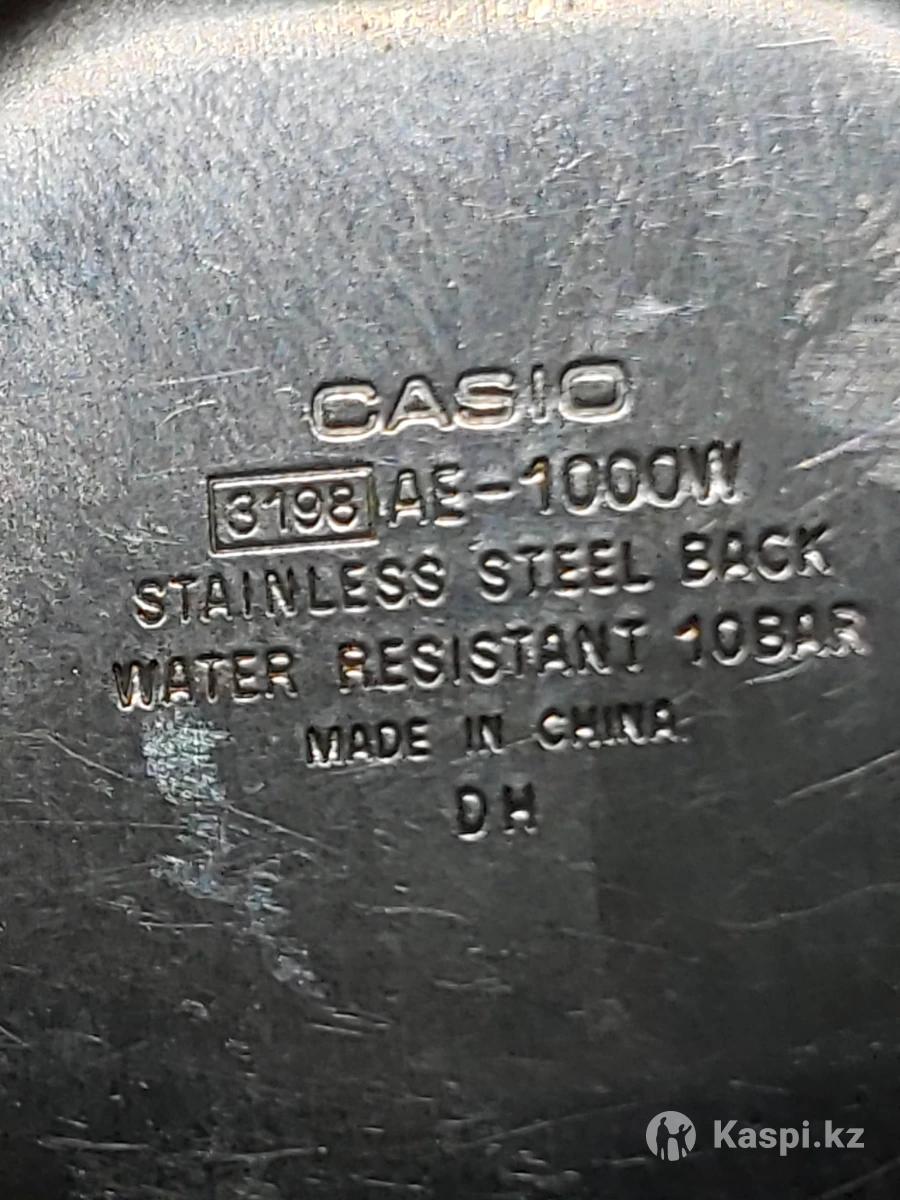 CASIO
3198 AE-1000W
STAINLESS STEEL BACK
WATER RESISTANT 10BAR
MADE IN CHINA
DH
Kaspi.kz